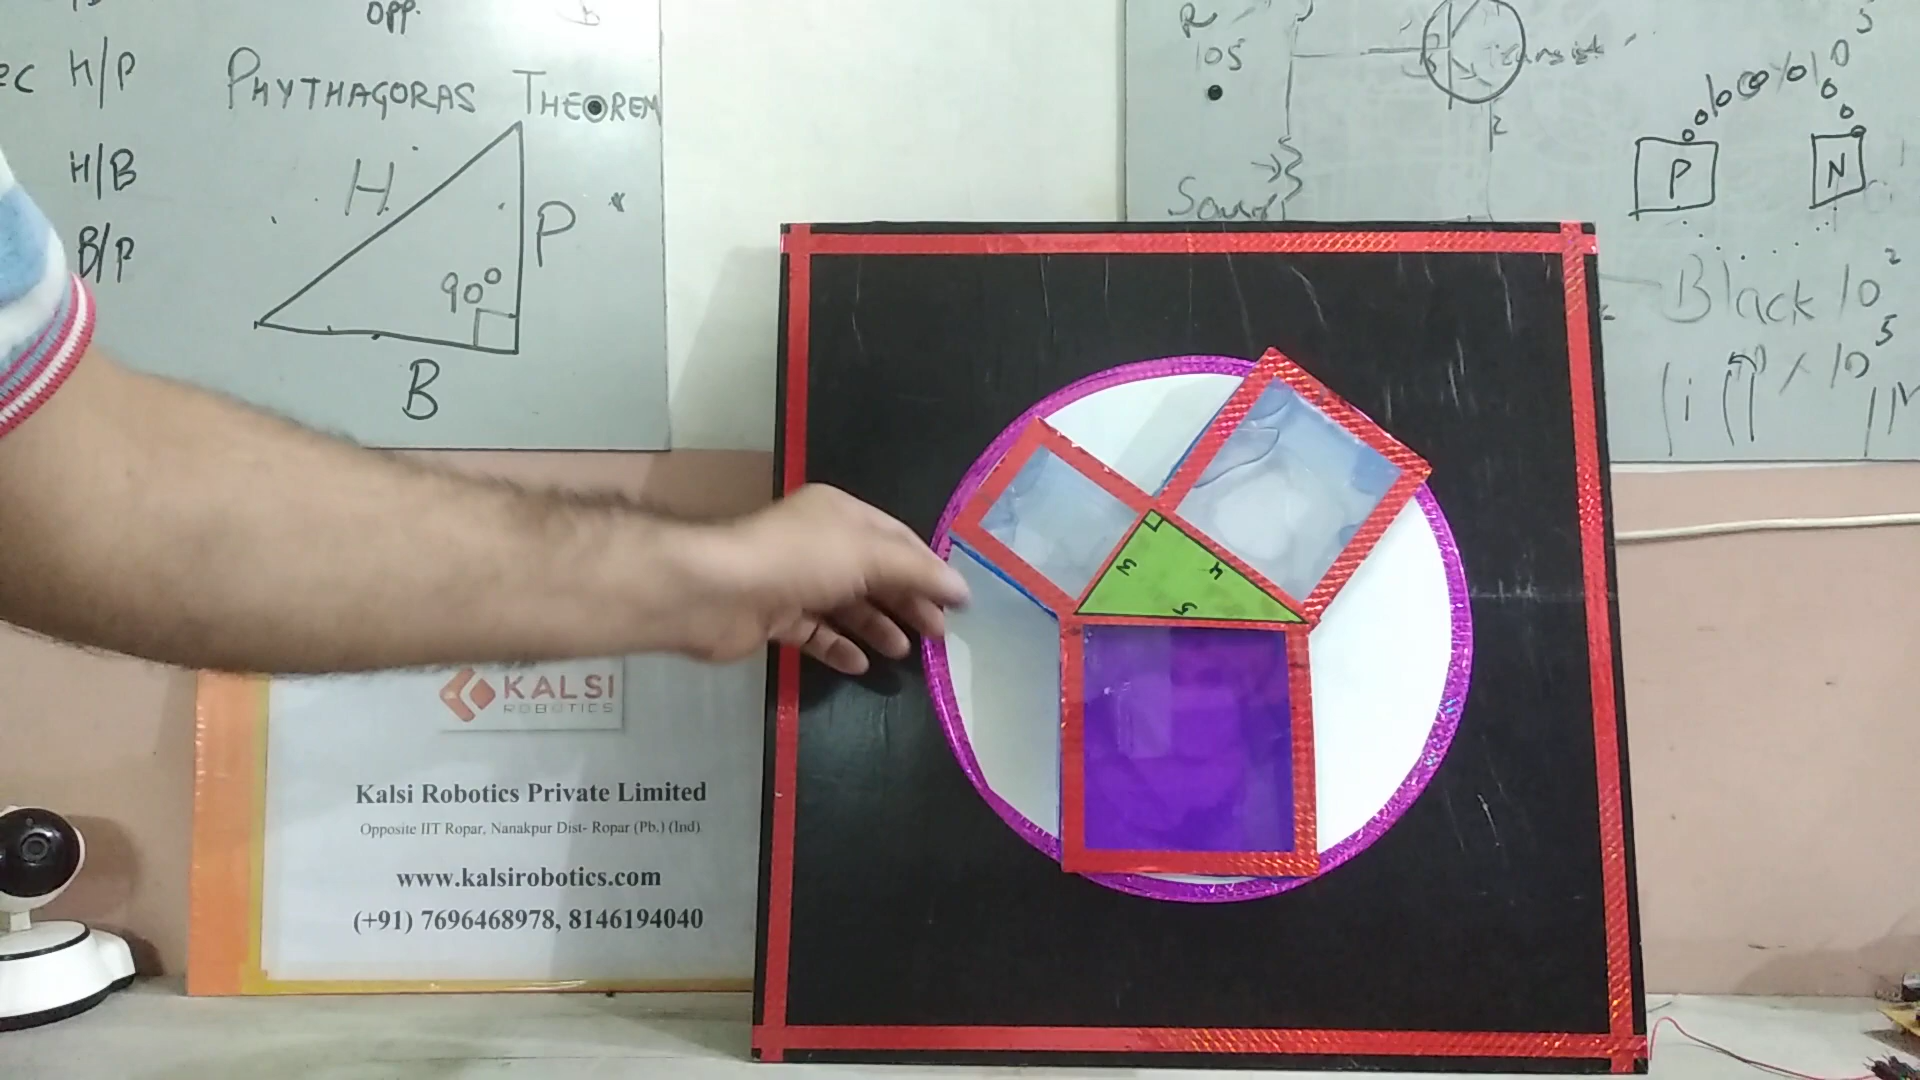 OPP.
H/P
PHYTHAGORAS THEOREM
H/B
B/P
H
P
90°
B
R
105
P
N
Black 10²
3
4
5
KALSI
ROBOTICS
Kalsi Robotics Private Limited
Opposite IIT Ropar, Nanakpur Dist- Ropar (Pb.) (Ind)
www.kalsirobotics.com
(+91) 7696468978, 8146194040